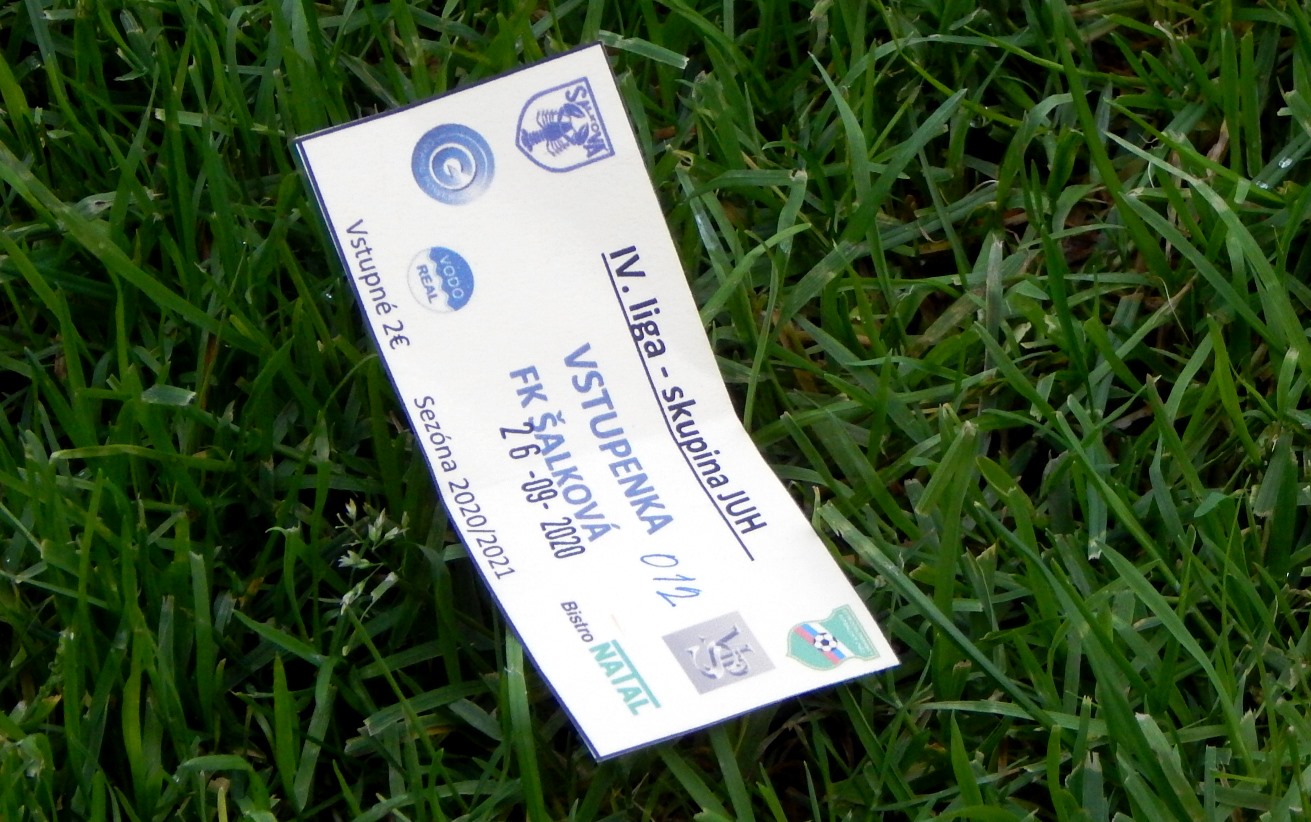 ŠALKOVÁ
IV. liga - skupina JUH
G
VODO
REAL
VSTUPENKA 012
FK ŠALKOVÁ
26-09-2020
Vstupné 2€
Sezóna 2020/2021
Bistro NATAL